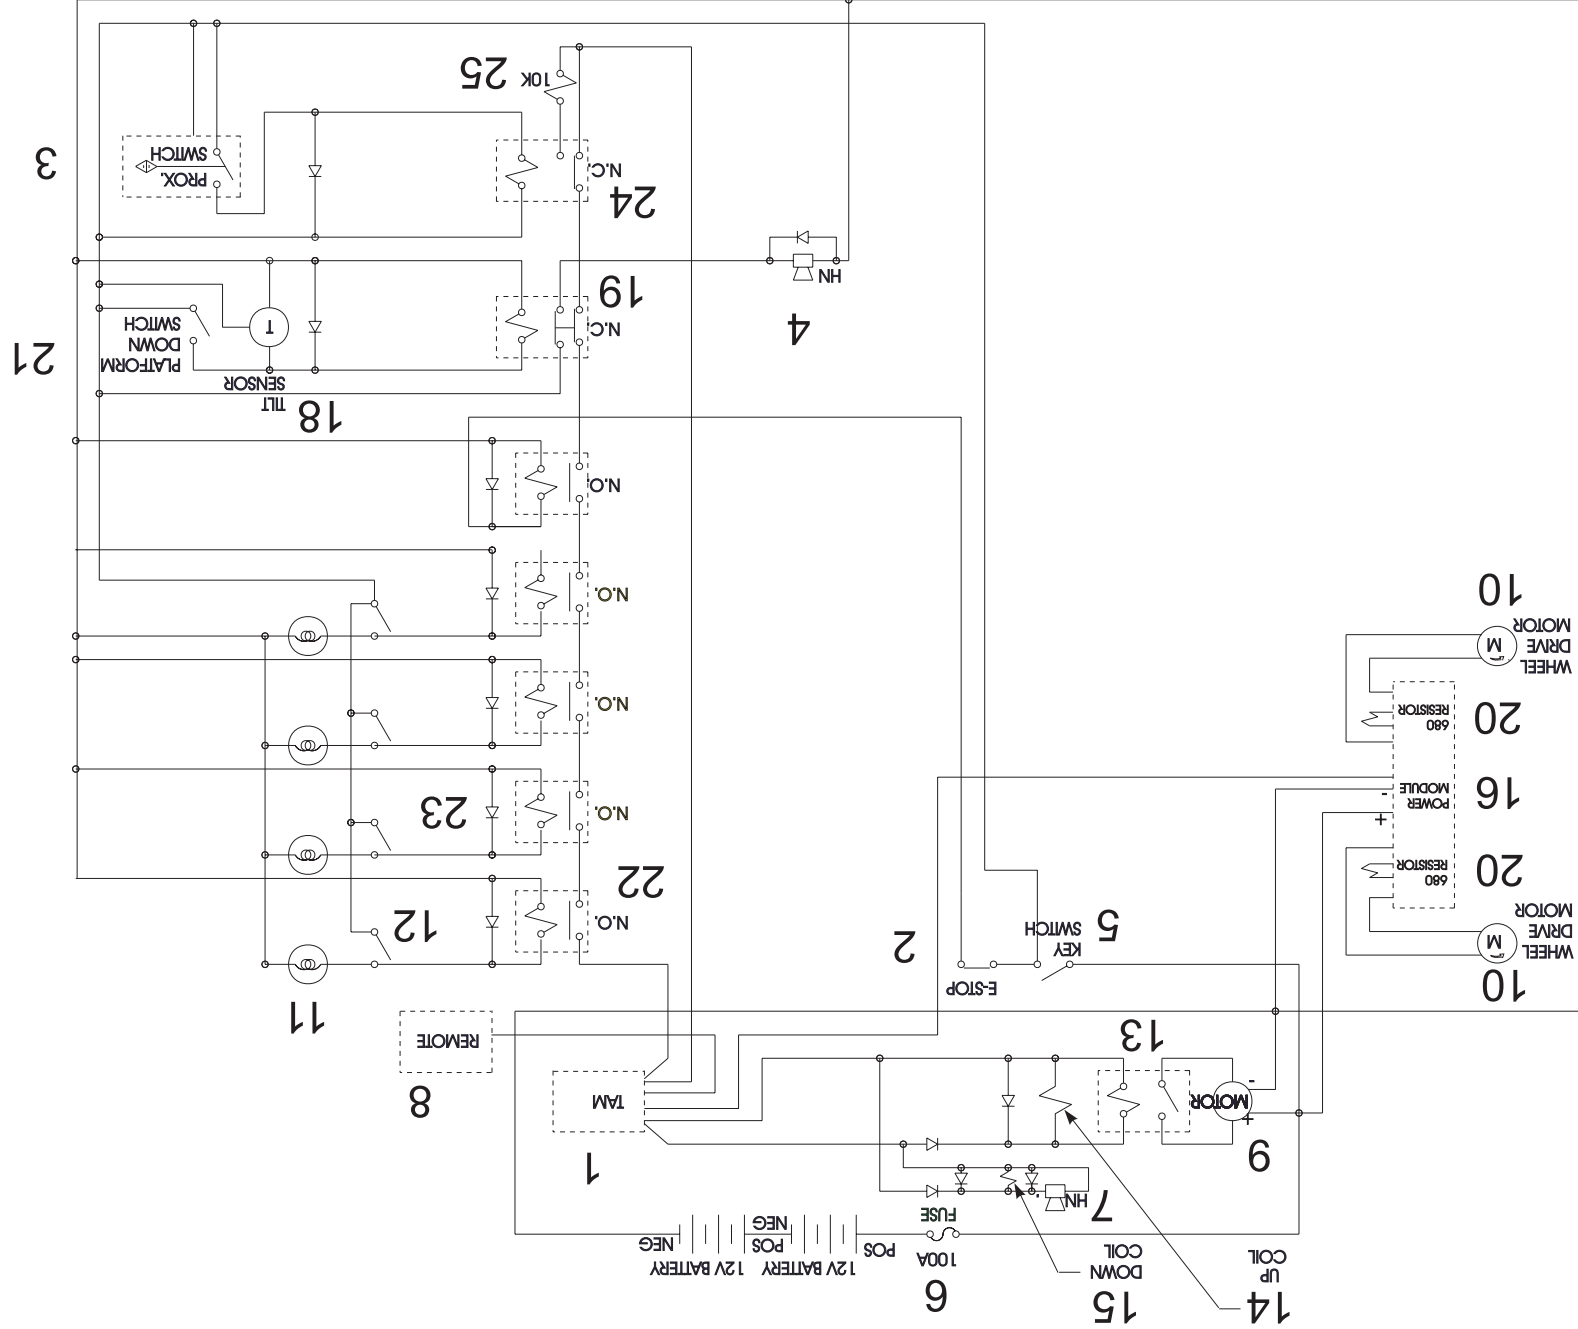 14
UP
COIL
15
DOWN
COIL
6
100A
FUSE
12V BATTERY
POS
NEG
12V BATTERY
POS
NEG
7
HN
9
+
MOTOR
-
13
1
TAM
8
REMOTE
10
WHEEL
DRIVE
MOTOR
M
5
KEY
SWITCH
E-STOP
2
11
12
N.O.
22
20
680
RESISTOR
+
16
POWER
MODULE
-
23
N.O.
20
680
RESISTOR
N.O.
WHEEL
DRIVE
MOTOR
M
10
N.O.
N.O.
18
TILT
SENSOR
T
21
PLATFORM
DOWN
SWITCH
N.C.
19
4
HN
24
N.C.
3
PROX.
SWITCH
25
10K